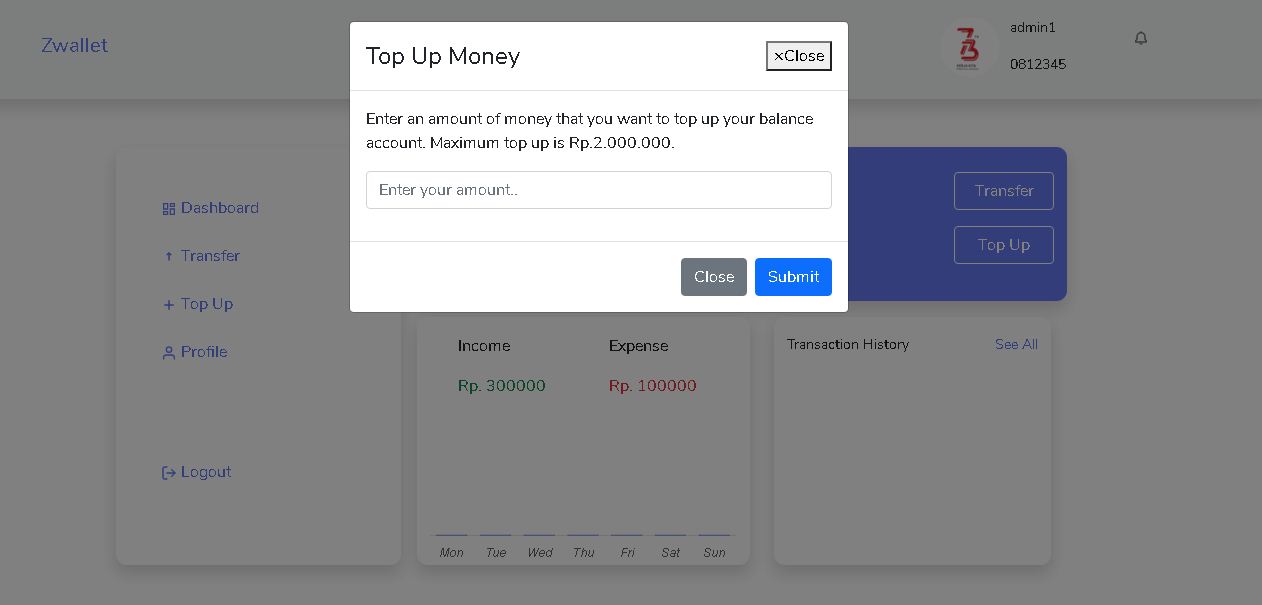 Zwallet
admin1
0812345
Top Up Money
×Close
Enter an amount of money that you want to top up your balance
account. Maximum top up is Rp.2.000.000.
Enter your amount..
Close
Submit
Dashboard
Transfer
Top Up
Profile
Logout
Transfer
Top Up
Income
Expense
Rp. 300000
Rp. 100000
Mon Tue Wed Thu Fri Sat Sun
Transaction History
See All